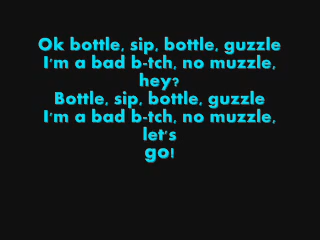 Ok bottle, sip, bottle, guzzle
I'm a bad b-tch, no muzzle,
hey?
Bottle, sip, bottle, guzzle
I'm a bad b-tch, no muzzle,
let's
go!